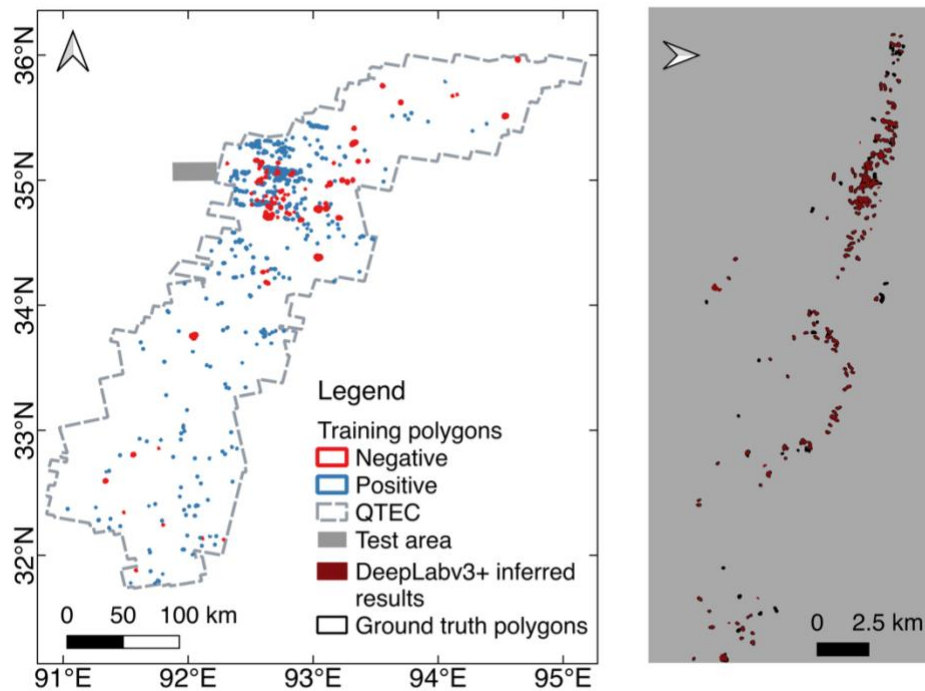 36°N
35°N
34°N
33°N
32°N
Legend
Training polygons
Negative
Positive
QTEC
Test area
DeepLabv3+ inferred
results
Ground truth polygons
0 50 100 km
91°E 92°E 93°E 94°E 95°E
0 2.5 km